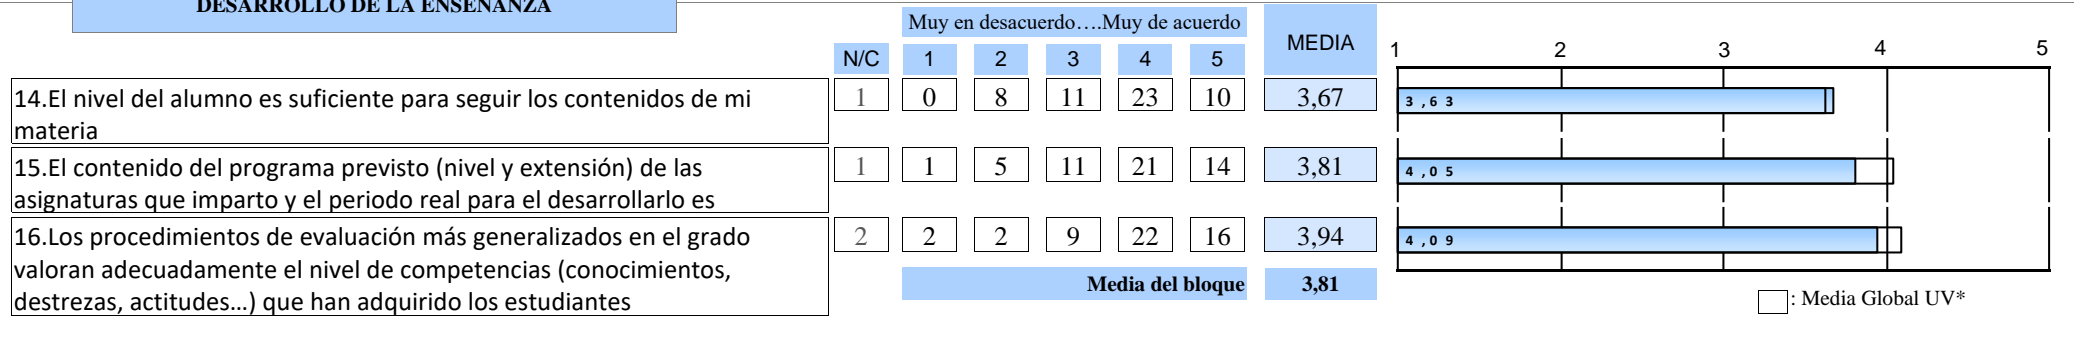 DESARROLLO DE LA ENSEÑANZA
Muy en desacuerdo….Muy de acuerdo
MEDIA
N/C 1 2 3 4 5
1 2 3 4 5
14.El nivel del alumno es suficiente para seguir los contenidos de mi
materia
1 0 8 11 23 10 3,67
3,63
15.El contenido del programa previsto (nivel y extensión) de las
asignaturas que imparto y el periodo real para el desarrollarlo es
1 1 5 11 21 14 3,81
4,05
16.Los procedimientos de evaluación más generalizados en el grado
valoran adecuadamente el nivel de competencias (conocimientos,
destrezas, actitudes…) que han adquirido los estudiantes
2 2 2 9 22 16 3,94
4,09
Media del bloque 3,81
: Media Global UV*